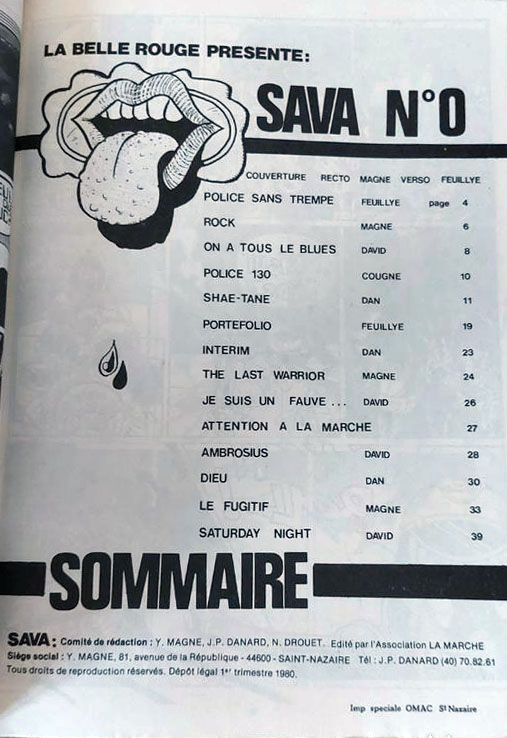 LA BELLE ROUGE PRESENTE:
SAVA N°0
COUVERTURE RECTO MAGNE VERSO FEUILLYE
POLICE SANS TREMPE FEUILLYE page 4
ROCK MAGNE 6
ON A TOUS LE BLUES DAVID 8
POLICE 130 COUGNE 10
SHAE-TANE DAN 11
PORTEFOLIO FEUILLYE 19
INTERIM DAN 23
THE LAST WARRIOR MAGNE 24
JE SUIS UN FAUVE ... DAVID 26
ATTENTION A LA MARCHE 27
AMBROSIUS DAVID 28
DIEU DAN 30
LE FUGITIF MAGNE 33
SATURDAY NIGHT DAVID 39
SOMMAIRE
SAVA: Comité de rédaction : Y. MAGNE, J.P. DANARD, N. DROUET. Edité par l'Association LA MARCHE
Siège social : Y. MAGNE, 81, avenue de la République - 44600 - SAINT-NAZAIRE Tél : J.P. DANARD (40) 70.82.61
Tous droits de reproduction réservés. Dépôt légal 1er trimestre 1980.
Imp speciale OMAC St Nazaire